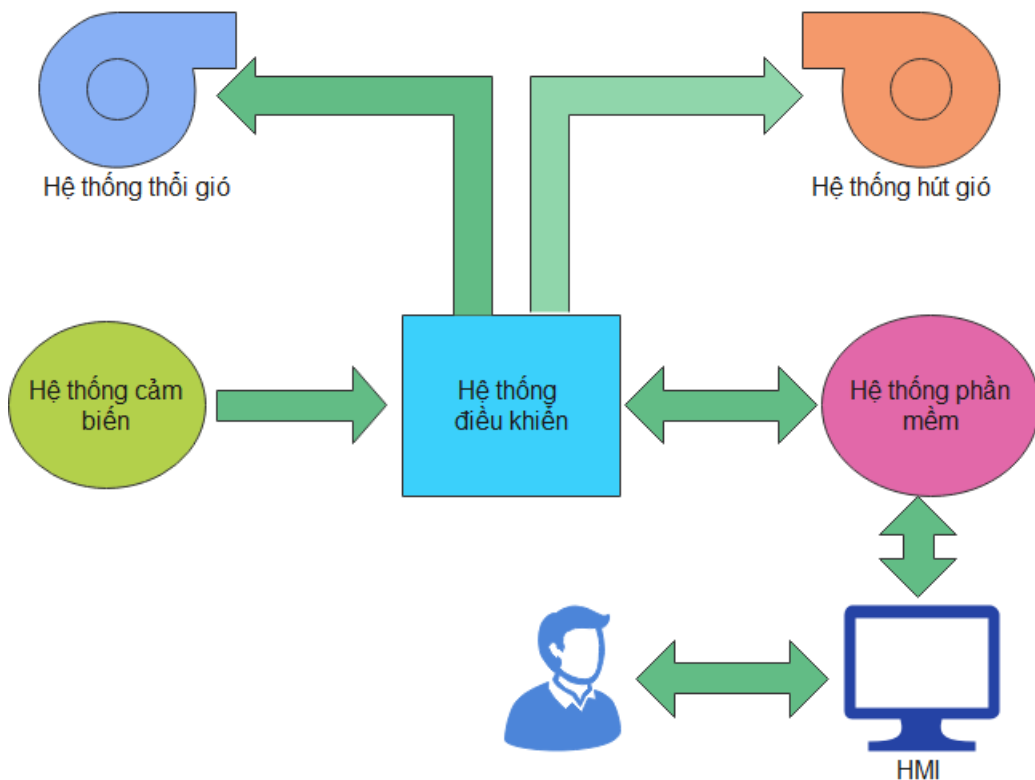 Hệ thống thổi gió
Hệ thống hút gió
Hệ thống cảm
biến
Hệ thống
điều khiển
Hệ thống phần
mềm
HMI